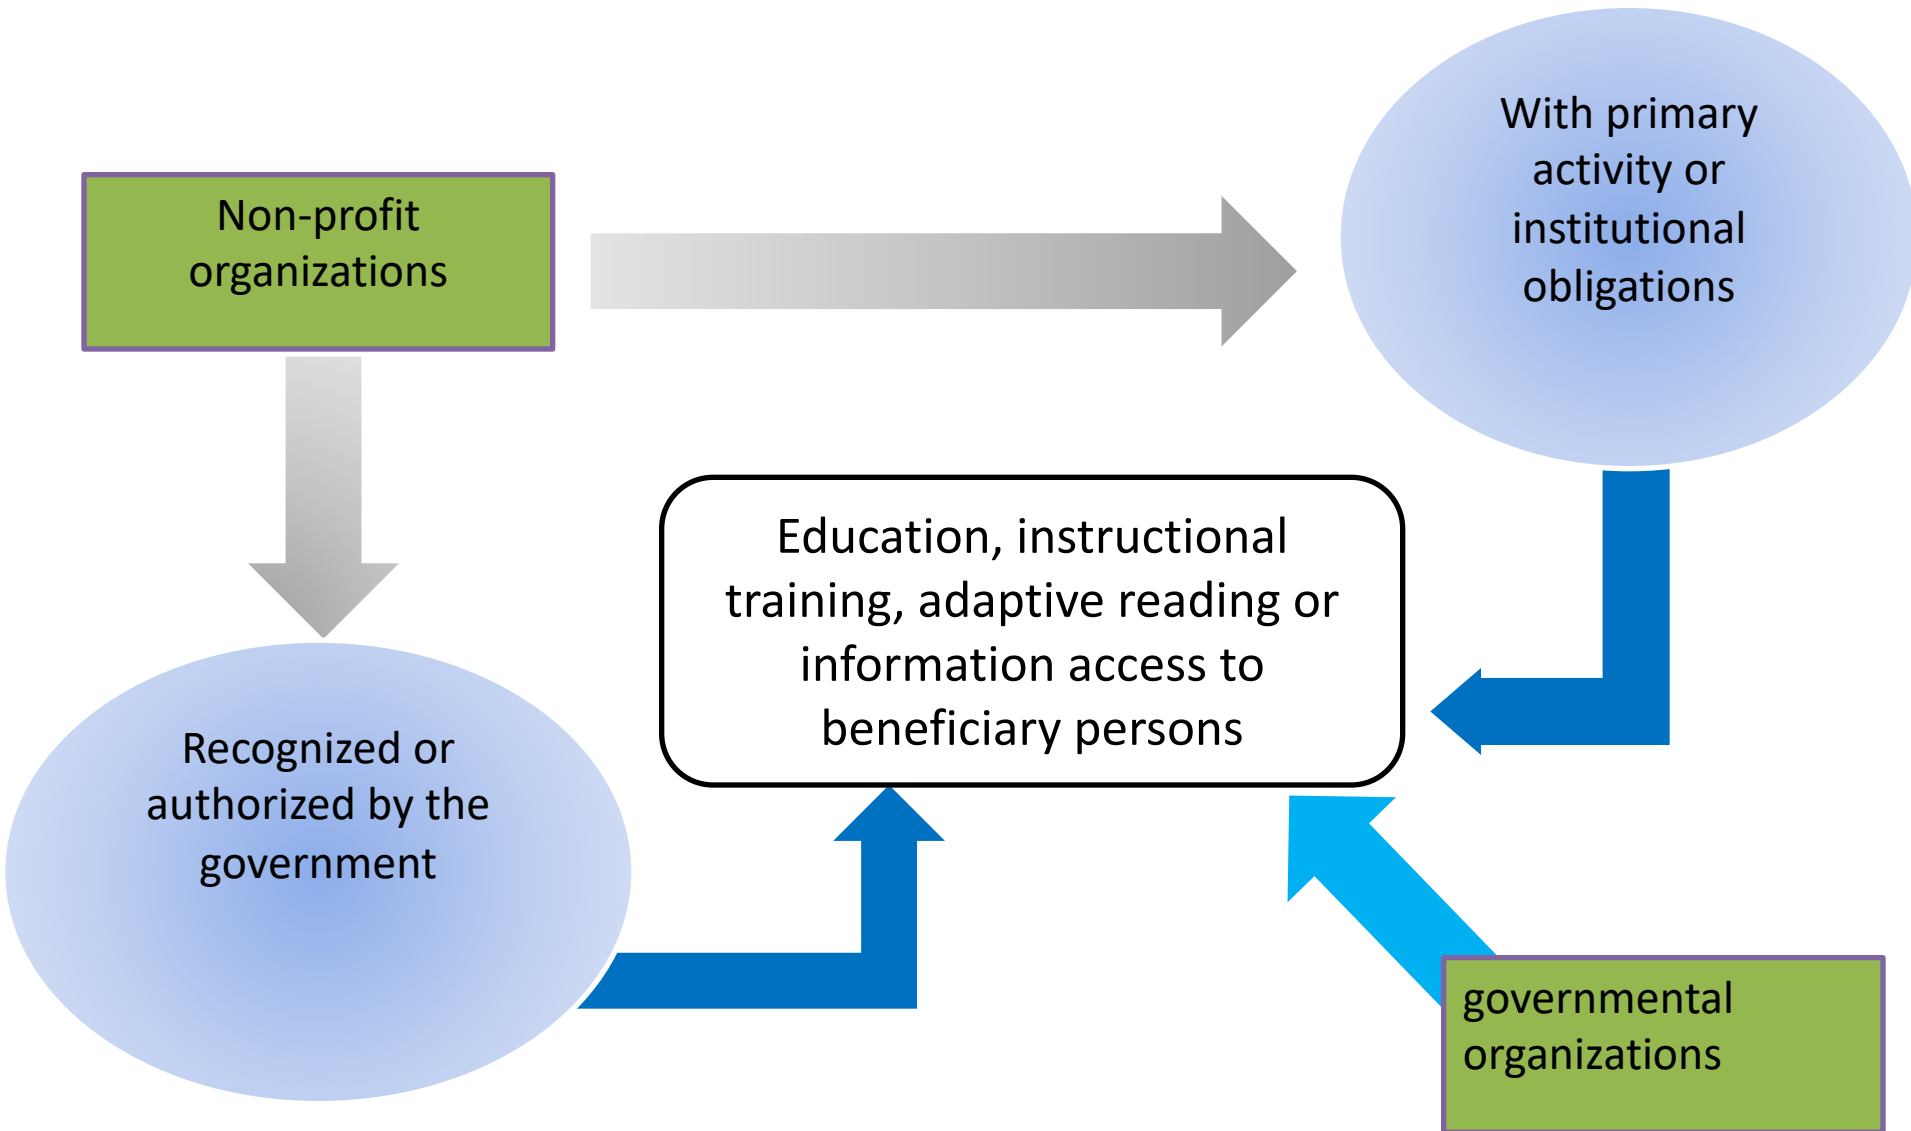 Non-profit
organizations
With primary
activity or
institutional
obligations
Education, instructional
training, adaptive reading or
information access to
beneficiary persons
Recognized or
authorized by the
government
governmental
organizations